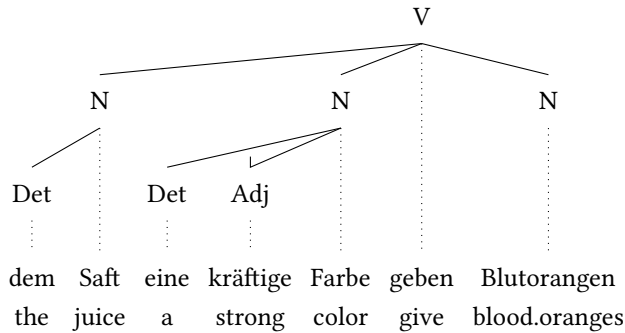 V
N N N
Det Det Adj
dem Saft eine kräftige Farbe geben Blutorangen
the juice a strong color give blood.oranges